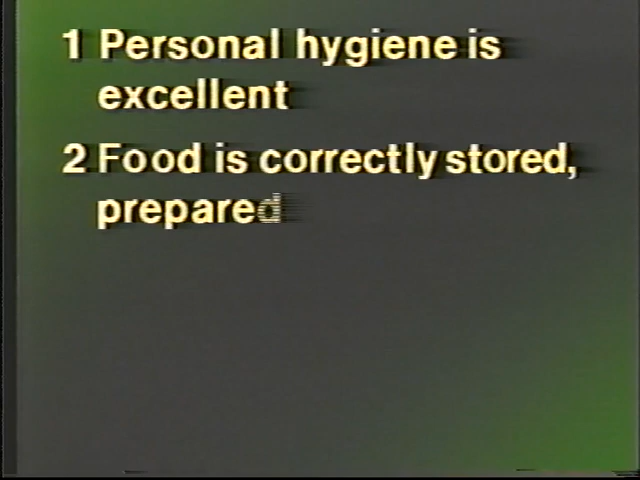 1 Personal hygiene is
excellent
2 Food is correctly stored,
prepared